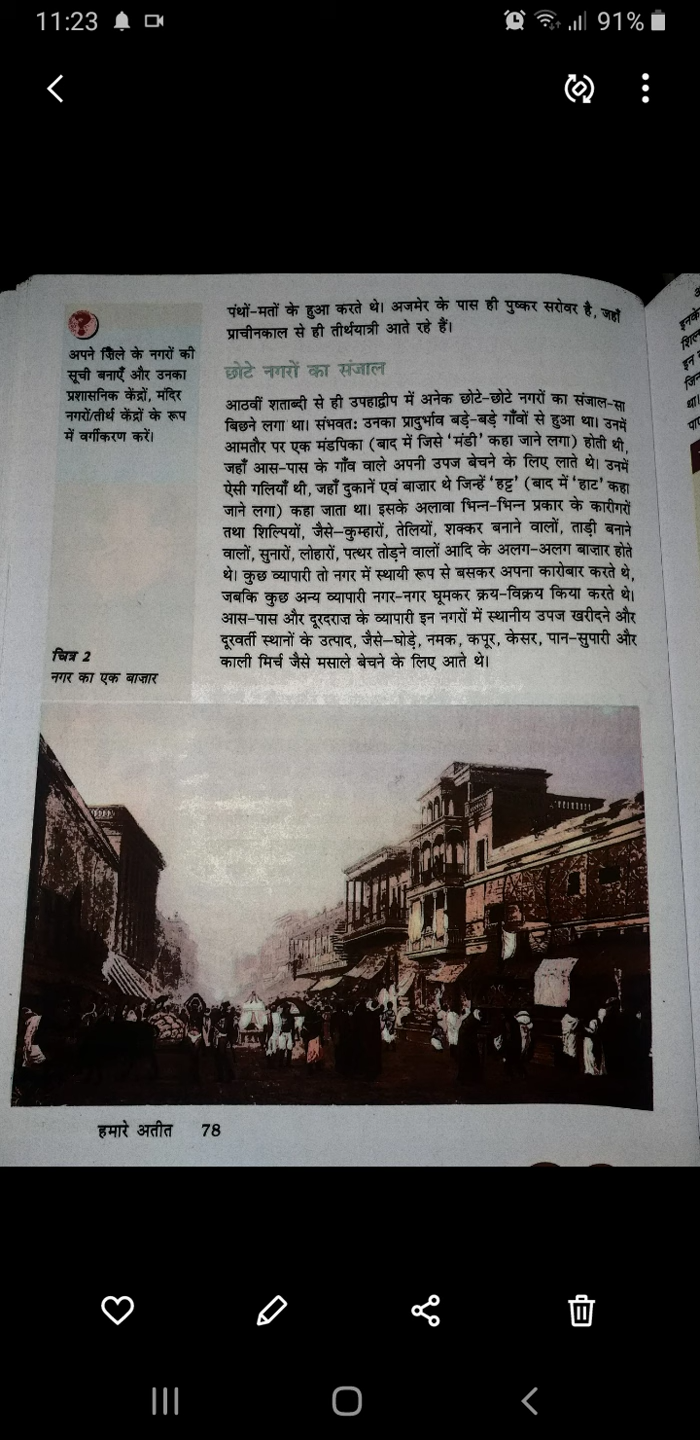 11:23
91%
पंथों-मतों के हुआ करते थे। अजमेर के पास ही पुष्कर सरोवर है, जहाँ
प्राचीनकाल से ही तीर्थयात्री आते रहे हैं।
अपने ज़िले के नगरों की
सूची बनाएँ और उनका
प्रशासनिक केंद्रों, मंदिर
नगरों/तीर्थ केंद्रों के रूप
में वर्गीकरण करें।
छोटे नगरों का संजाल
आठवीं शताब्दी से ही उपहाद्वीप में अनेक छोटे-छोटे नगरों का संजाल-सा
बिछने लगा था। संभवत: उनका प्रादुर्भाव बड़े-बड़े गाँवों से हुआ था। उनमें
आमतौर पर एक मंडपिका (बाद में जिसे ‘मंडी’ कहा जाने लगा) होती थी,
जहाँ आस-पास के गाँव वाले अपनी उपज बेचने के लिए लाते थे। उनमें
ऐसी गलियाँ थी, जहाँ दुकानें एवं बाजार थे जिन्हें ‘हट्ट’ (बाद में ‘हाट’ कहा
जाने लगा) कहा जाता था। इसके अलावा भिन्न-भिन्न प्रकार के कारीगरों
तथा शिल्पियों, जैसे—कुम्हारों, तेलियों, शक्कर बनाने वालों, ताड़ी बनाने
वालों, सुनारों, लोहारों, पत्थर तोड़ने वालों आदि के अलग-अलग बाज़ार होते
थे। कुछ व्यापारी तो नगर में स्थायी रूप से बसकर अपना कारोबार करते थे,
जबकि कुछ अन्य व्यापारी नगर-नगर घूमकर क्रय-विक्रय किया करते थे।
आस-पास और दूरदराज के व्यापारी इन नगरों में स्थानीय उपज खरीदने और
दूरवर्ती स्थानों के उत्पाद, जैसे—घोड़े, नमक, कपूर, केसर, पान-सुपारी और
काली मिर्च जैसे मसाले बेचने के लिए आते थे।
चित्र 2
नगर का एक बाज़ार
हमारे अतीत 78